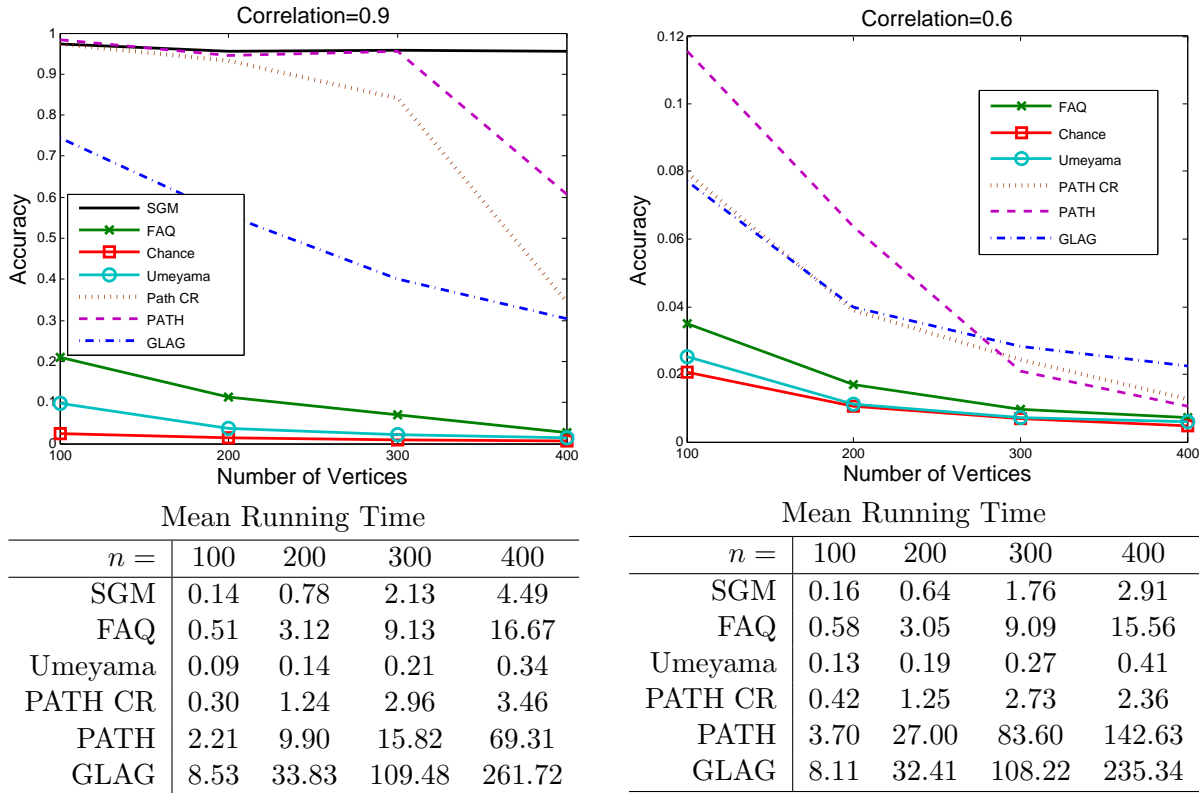 Correlation=0.9
1
0.9
0.8
0.7
0.6
0.5
0.4
0.3
0.2
0.1
0
Accuracy
SGM
FAQ
Chance
Umeyama
Path CR
PATH
GLAG
100 200 300 400
Number of Vertices
Mean Running Time
n = 100 200 300 400
SGM 0.14 0.78 2.13 4.49
FAQ 0.51 3.12 9.13 16.67
Umeyama 0.09 0.14 0.21 0.34
PATH CR 0.30 1.24 2.96 3.46
PATH 2.21 9.90 15.82 69.31
GLAG 8.53 33.83 109.48 261.72
Correlation=0.6
0.12
0.1
0.08
0.06
0.04
0.02
0
Accuracy
FAQ
Chance
Umeyama
PATH CR
PATH
GLAG
100 200 300 400
Number of Vertices
Mean Running Time
n = 100 200 300 400
SGM 0.16 0.64 1.76 2.91
FAQ 0.58 3.05 9.09 15.56
Umeyama 0.13 0.19 0.27 0.41
PATH CR 0.42 1.25 2.73 2.36
PATH 3.70 27.00 83.60 142.63
GLAG 8.11 32.41 108.22 235.34